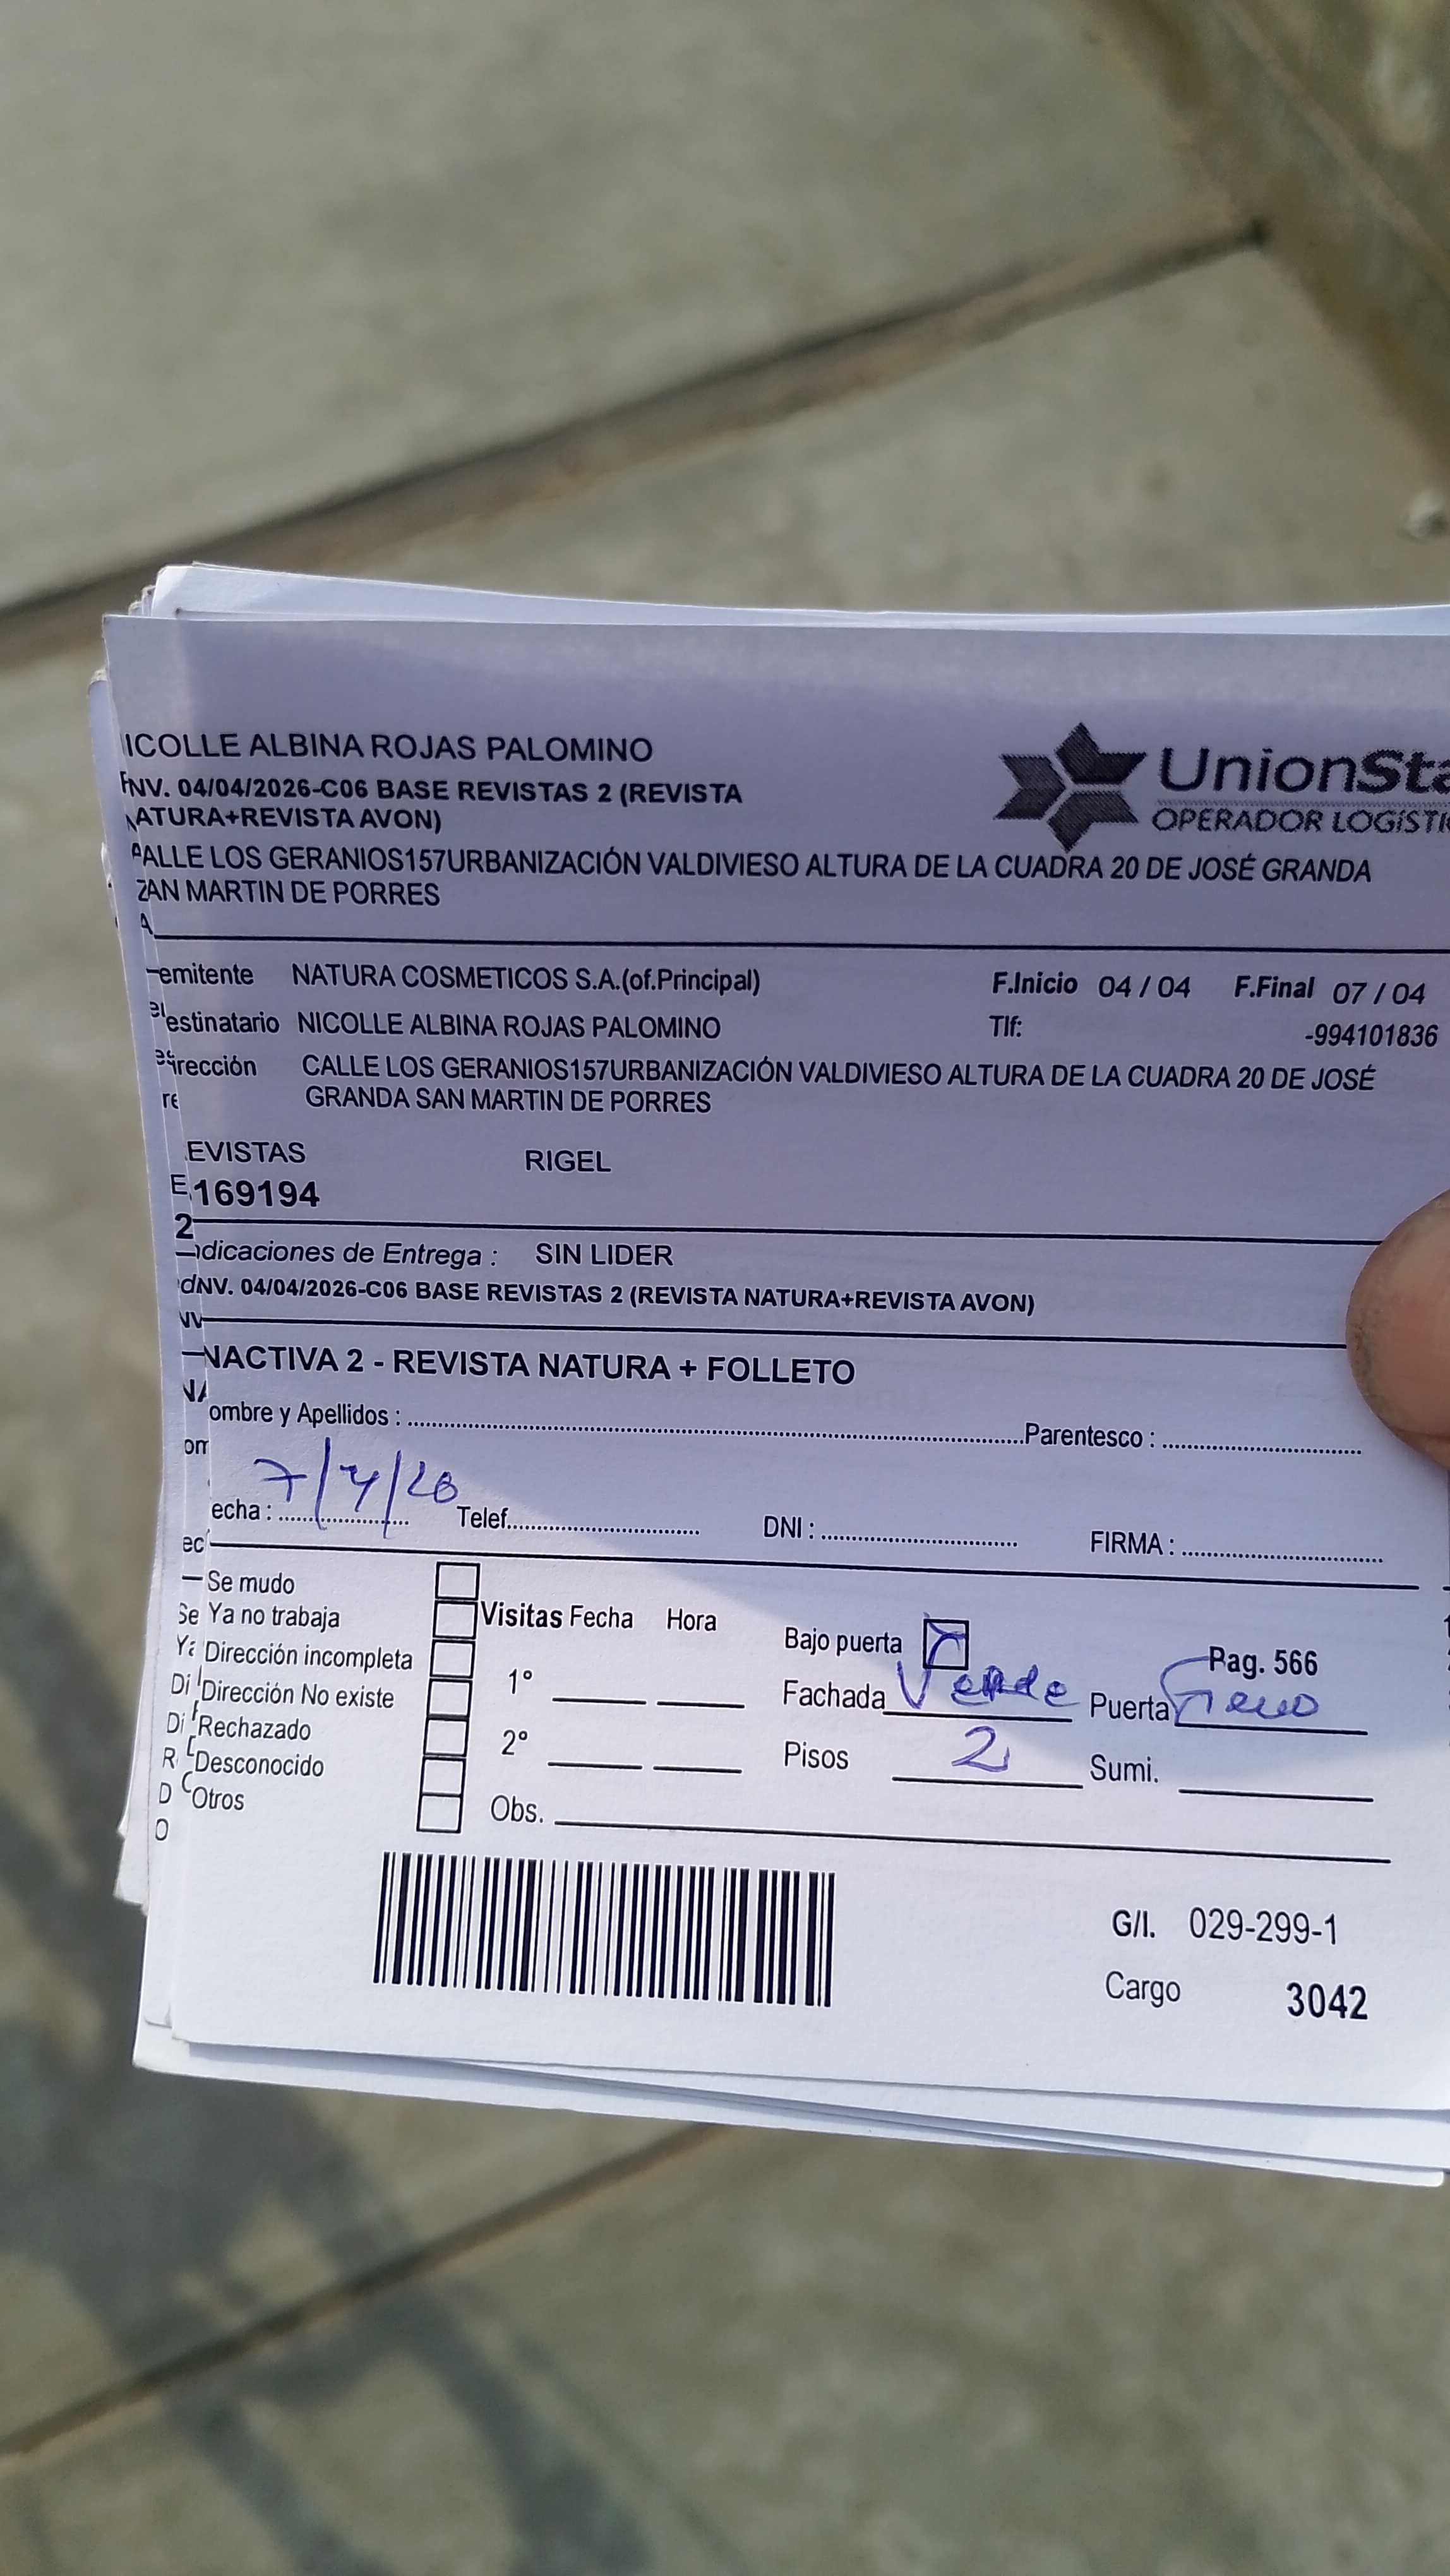 ICOLLE ALBINA ROJAS PALOMINO
NV. 04/04/2026-C06 BASE REVISTAS 2 (REVISTA
ATURA+REVISTA AVON)
UnionSta
OPERADOR LOGÍSTI
ALLE LOS GERANIOS157URBANIZACIÓN VALDIVIESO ALTURA DE LA CUADRA 20 DE JOSÉ GRANDA
AN MARTIN DE PORRES
emitente NATURA COSMETICOS S.A.(of.Principal) F.Inicio 04 / 04 F.Final 07 / 04
estinatario NICOLLE ALBINA ROJAS PALOMINO Tlf: -994101836
rección CALLE LOS GERANIOS157URBANIZACIÓN VALDIVIESO ALTURA DE LA CUADRA 20 DE JOSÉ
GRANDA SAN MARTIN DE PORRES
EVISTAS RIGEL
169194
2
ndicaciones de Entrega : SIN LIDER
NV. 04/04/2026-C06 BASE REVISTAS 2 (REVISTA NATURA+REVISTA AVON)
NACTIVA 2 - REVISTA NATURA + FOLLETO
ombre y Apellidos : Parentesco :
echa : 7/4/26 Telef. DNI : FIRMA :
Se mudo
Ya no trabaja Visitas Fecha Hora Bajo puerta Pag. 566
Dirección incompleta 1° Fachada Verde Puerta Fierro
Dirección No existe
Rechazado 2° Pisos 2 Sumi.
Desconocido
Otros Obs.
G/I. 029-299-1
Cargo 3042